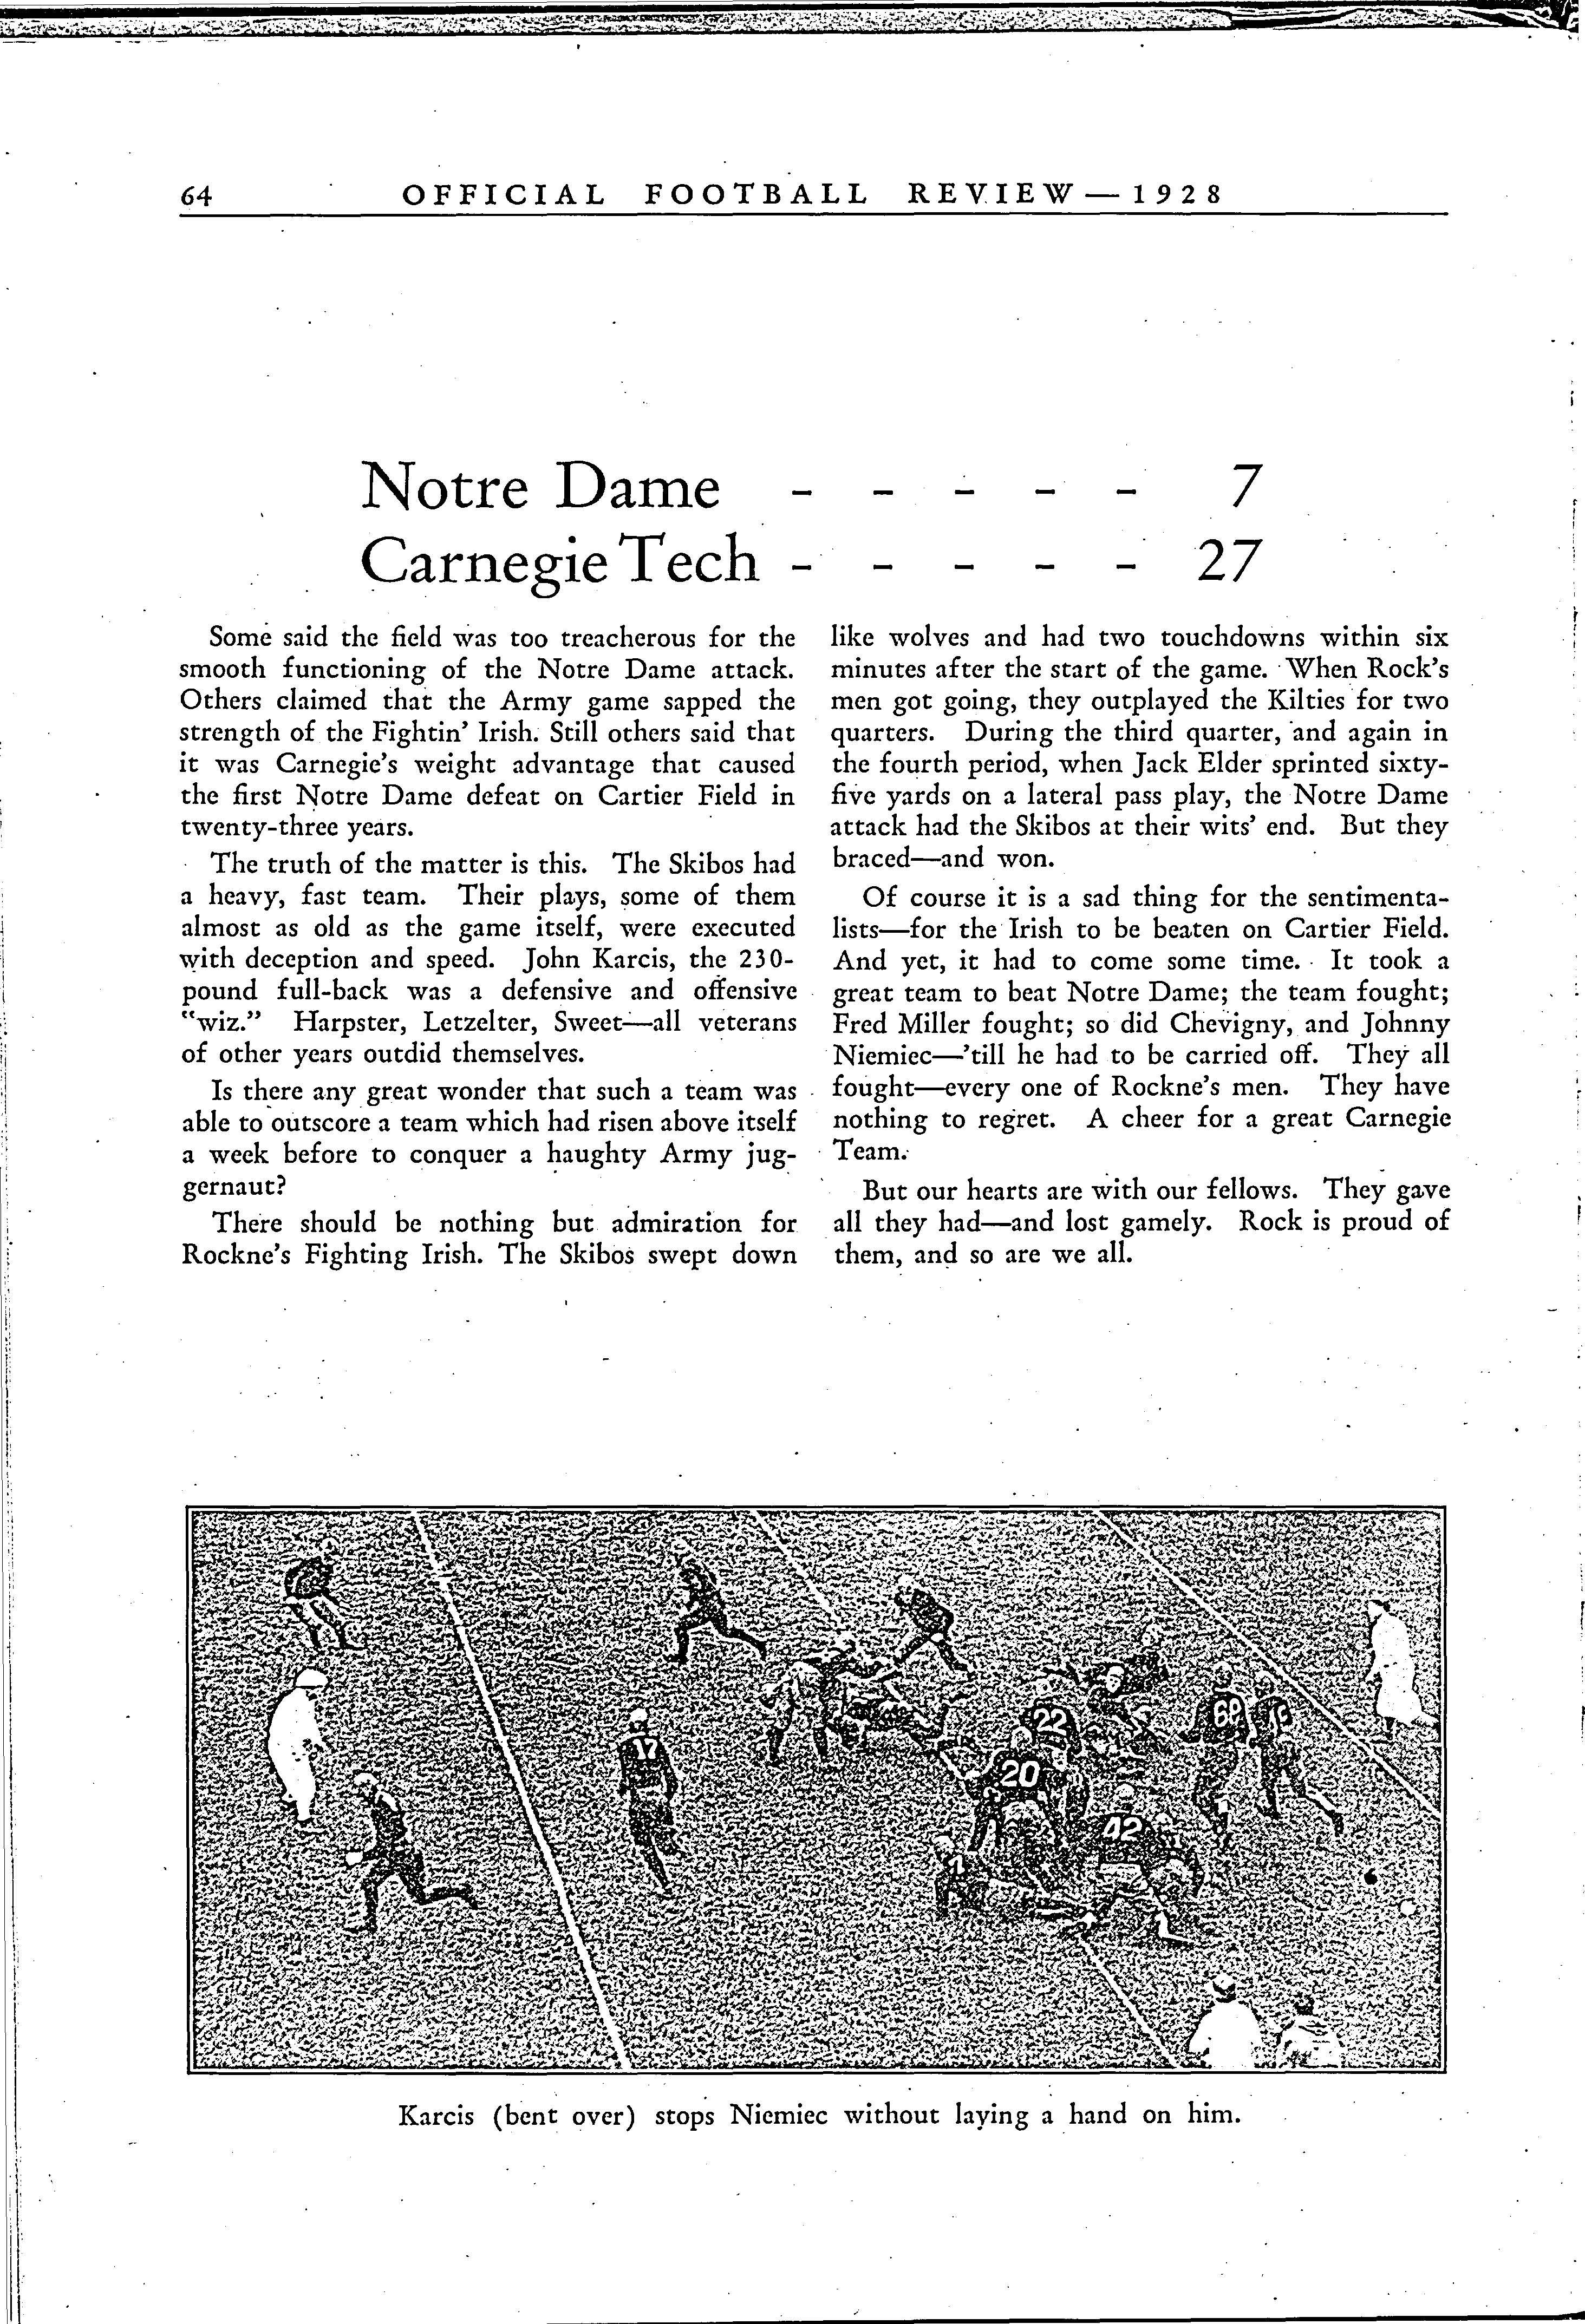 64 OFFICIAL FOOTBALL REVIEW—1928
Notre Dame - - - - - 7
Carnegie Tech - - - - - 27
Some said the field was too treacherous for the
smooth functioning of the Notre Dame attack.
Others claimed that the Army game sapped the
strength of the Fightin' Irish. Still others said that
it was Carnegie's weight advantage that caused
the first Notre Dame defeat on Cartier Field in
twenty-three years.
The truth of the matter is this. The Skibos had
a heavy, fast team. Their plays, some of them
almost as old as the game itself, were executed
with deception and speed. John Karcis, the 230-
pound full-back was a defensive and offensive
"wiz." Harpster, Letzelter, Sweet—all veterans
of other years outdid themselves.
Is there any great wonder that such a team was
able to outscore a team which had risen above itself
a week before to conquer a haughty Army jug-
gernaut?
There should be nothing but admiration for
Rockne's Fighting Irish. The Skibos swept down
like wolves and had two touchdowns within six
minutes after the start of the game. When Rock's
men got going, they outplayed the Kilties for two
quarters. During the third quarter, and again in
the fourth period, when Jack Elder sprinted sixty-
five yards on a lateral pass play, the Notre Dame
attack had the Skibos at their wits' end. But they
braced—and won.
Of course it is a sad thing for the sentimenta-
lists—for the Irish to be beaten on Cartier Field.
And yet, it had to come some time. It took a
great team to beat Notre Dame; the team fought;
Fred Miller fought; so did Chevigny, and Johnny
Niemiec—'till he had to be carried off. They all
fought—every one of Rockne's men. They have
nothing to regret. A cheer for a great Carnegie
Team.
But our hearts are with our fellows. They gave
all they had—and lost gamely. Rock is proud of
them, and so are we all.
17
22
20
42
Karcis (bent over) stops Niemiec without laying a hand on him.